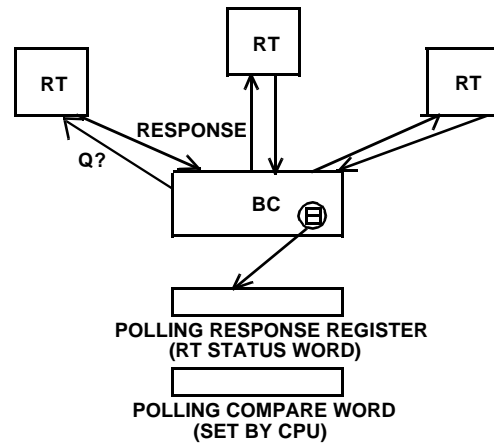 RT
RT
RT
RESPONSE
Q?
BC
POLLING RESPONSE REGISTER
(RT STATUS WORD)
POLLING COMPARE WORD
(SET BY CPU)